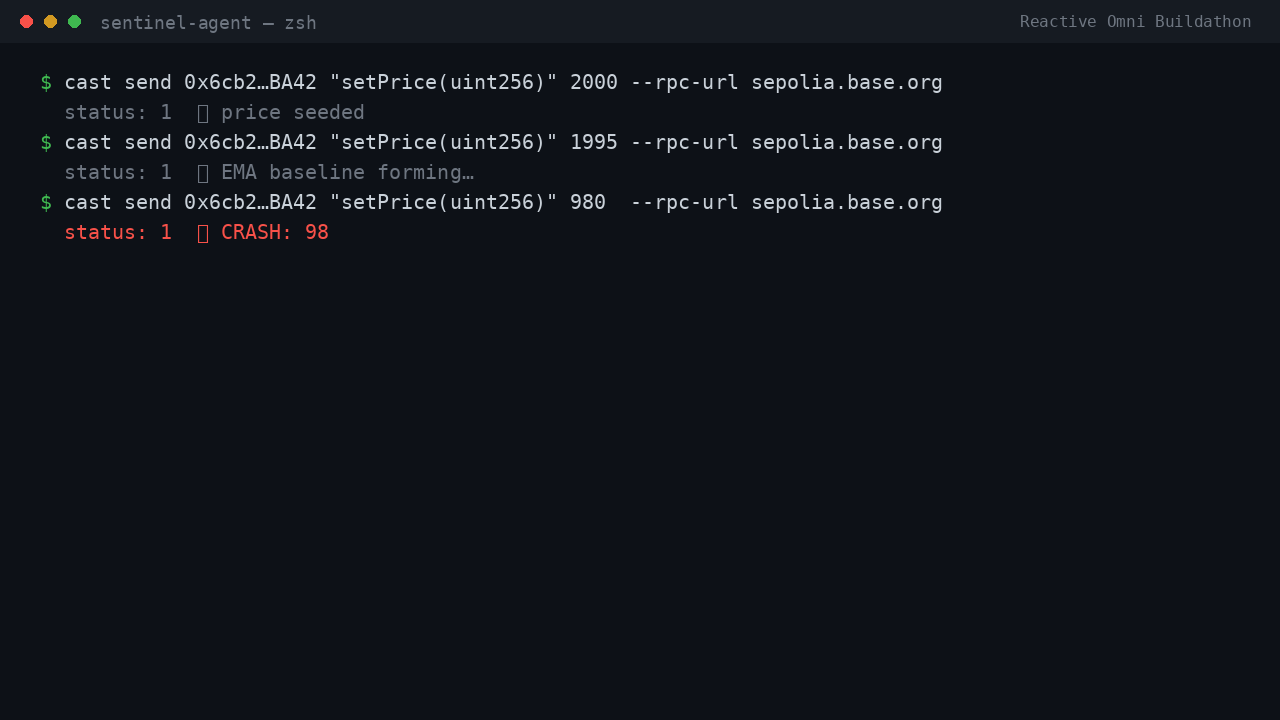 sentinel-agent — zsh
Reactive Omni Buildathon
$ cast send 0x6cb2…BA42 "setPrice(uint256)" 2000 --rpc-url sepolia.base.org
status: 1  ▯ price seeded
$ cast send 0x6cb2…BA42 "setPrice(uint256)" 1995 --rpc-url sepolia.base.org
status: 1  ▯ EMA baseline forming…
$ cast send 0x6cb2…BA42 "setPrice(uint256)" 980  --rpc-url sepolia.base.org
status: 1  ▯ CRASH: 98